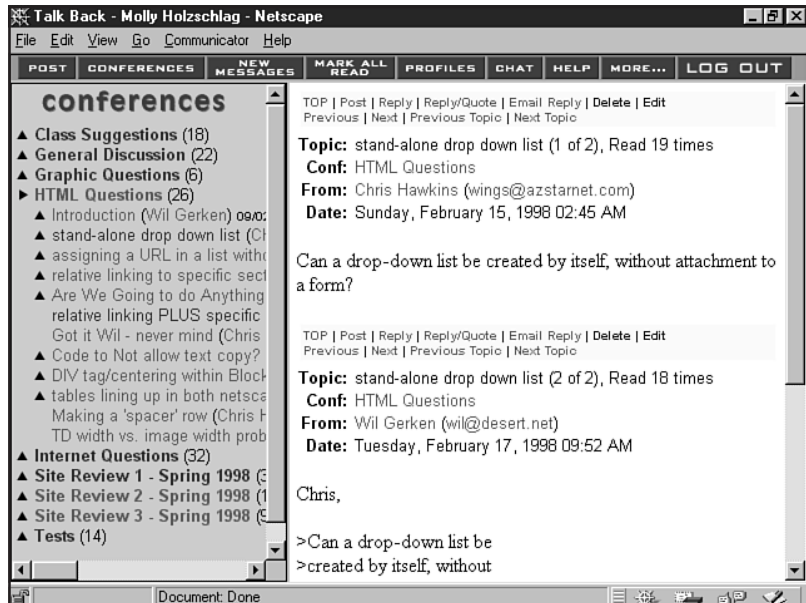 Talk Back - Molly Holzschlag - Netscape
File Edit View Go Communicator Help
POST CONFERENCES NEW MESSAGES MARK ALL READ PROFILES CHAT HELP MORE... LOG OUT
conferences
▲ Class Suggestions (18)
▲ General Discussion (22)
▲ Graphic Questions (6)
► HTML Questions (26)
▲ Introduction (Wil Gerken) 09/02
▲ stand-alone drop down list (Ch
▲ assigning a URL in a list witho
▲ relative linking to specific sect
▲ Are We Going to do Anything
relative linking PLUS specific
Got it Wil - never mind (Chris
▲ Code to Not allow text copy?
▲ DIV tag/centering within Block
▲ tables lining up in both netsca
Making a 'spacer' row (Chris H
TD width vs. image width prob
▲ Internet Questions (32)
▲ Site Review 1 - Spring 1998 (
▲ Site Review 2 - Spring 1998 (1
▲ Site Review 3 - Spring 1998 (
▲ Tests (14)
TOP | Post | Reply | Reply/Quote | Email Reply | Delete | Edit
Previous | Next | Previous Topic | Next Topic
Topic: stand-alone drop down list (1 of 2), Read 19 times
Conf: HTML Questions
From: Chris Hawkins (wings@azstarnet.com)
Date: Sunday, February 15, 1998 02:45 AM
Can a drop-down list be created by itself, without attachment to
a form?
TOP | Post | Reply | Reply/Quote | Email Reply | Delete | Edit
Previous | Next | Previous Topic | Next Topic
Topic: stand-alone drop down list (2 of 2), Read 18 times
Conf: HTML Questions
From: Wil Gerken (wil@desert.net)
Date: Tuesday, February 17, 1998 09:52 AM
Chris,
>Can a drop-down list be
>created by itself, without
Document: Done